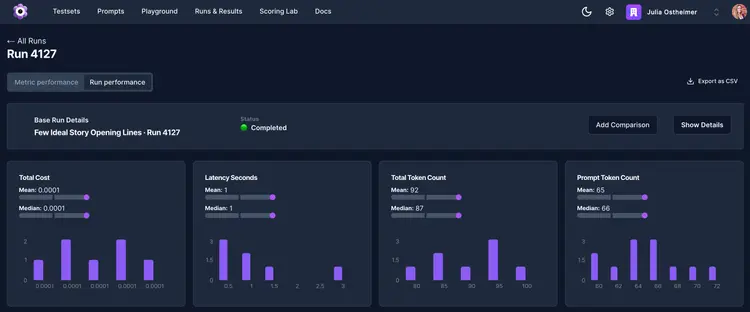 Testsets Prompts Playground Runs & Results Scoring Lab Docs Julia Ostheimer
← All Runs
Run 4127
Metric performance Run performance Export as CSV
Base Run Details
Few Ideal Story Opening Lines · Run 4127
Status
Completed
Add Comparison Show Details
Total Cost
Mean: 0.0001
Median: 0.0001
2
1
0
0.0001 0.0001 0.0001 0.0001
Latency Seconds
Mean: 1
Median: 1
3
1.5
0
0.5 1 1.5 2 2.5 3
Total Token Count
Mean: 92
Median: 87
3
1.5
0
80 85 90 95 100
Prompt Token Count
Mean: 65
Median: 66
3
1.5
0
60 62 64 66 68 70 72